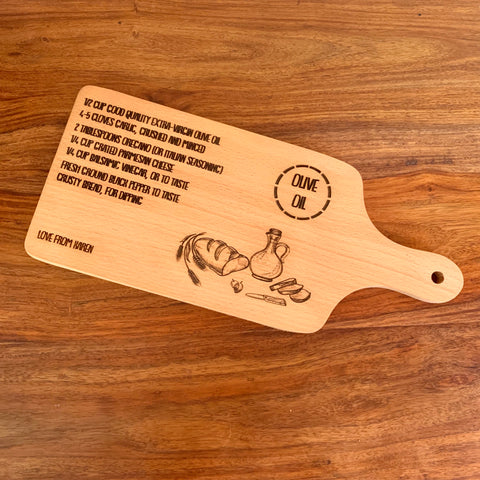 1/2 CUP GOOD QUALITY EXTRA-VIRGIN OLIVE OIL
4-5 CLOVES GARLIC, CRUSHED AND MINCED
2 TABLESPOONS OREGANO (OR ITALIAN SEASONING)
1/4 CUP GRATED PARMESAN CHEESE
1/4 CUP BALSAMIC VINEGAR, OR TO TASTE
FRESH GROUND BLACK PEPPER TO TASTE
CRUSTY BREAD, FOR DIPPING
LOVE FROM KAREN
OLIVE
OIL